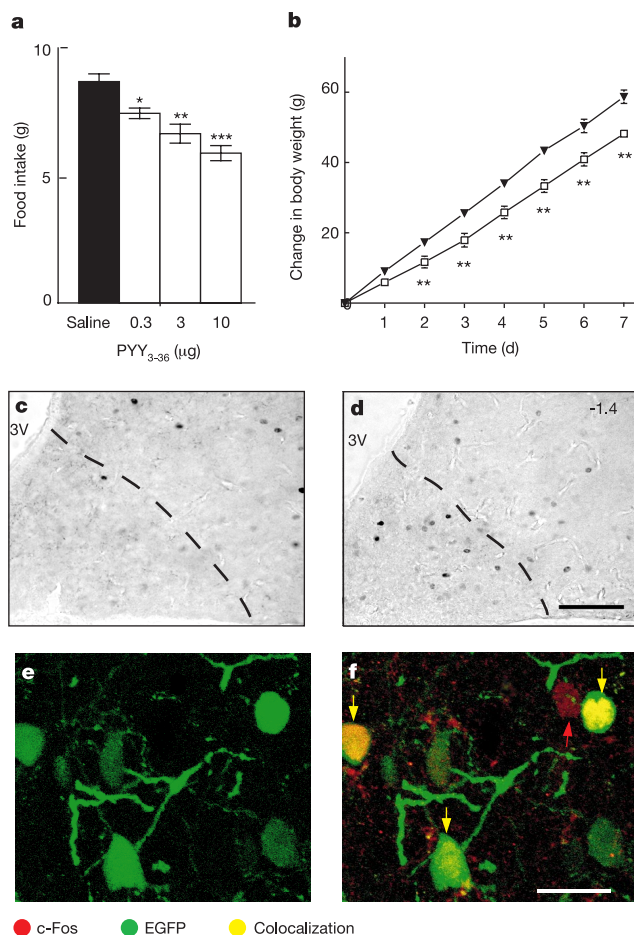 a
10
5
0
Food intake (g)
*
**
***
Saline 0.3 3 10
PYY3-36 (μg)
b
60
40
20
0
Change in body weight (g)
** ** ** ** ** **
1 2 3 4 5 6 7
Time (d)
c
3V
d
-1.4
3V
e
f
c-Fos EGFP Colocalization